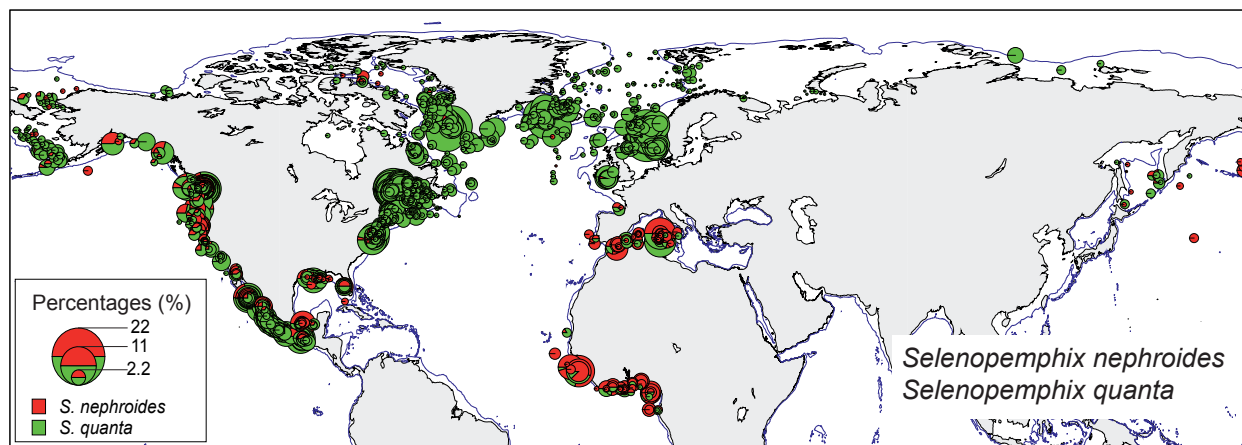 Percentages (%)
22
11
2.2
S. nephroides
S. quanta
Selenopemphix nephroides
Selenopemphix quanta